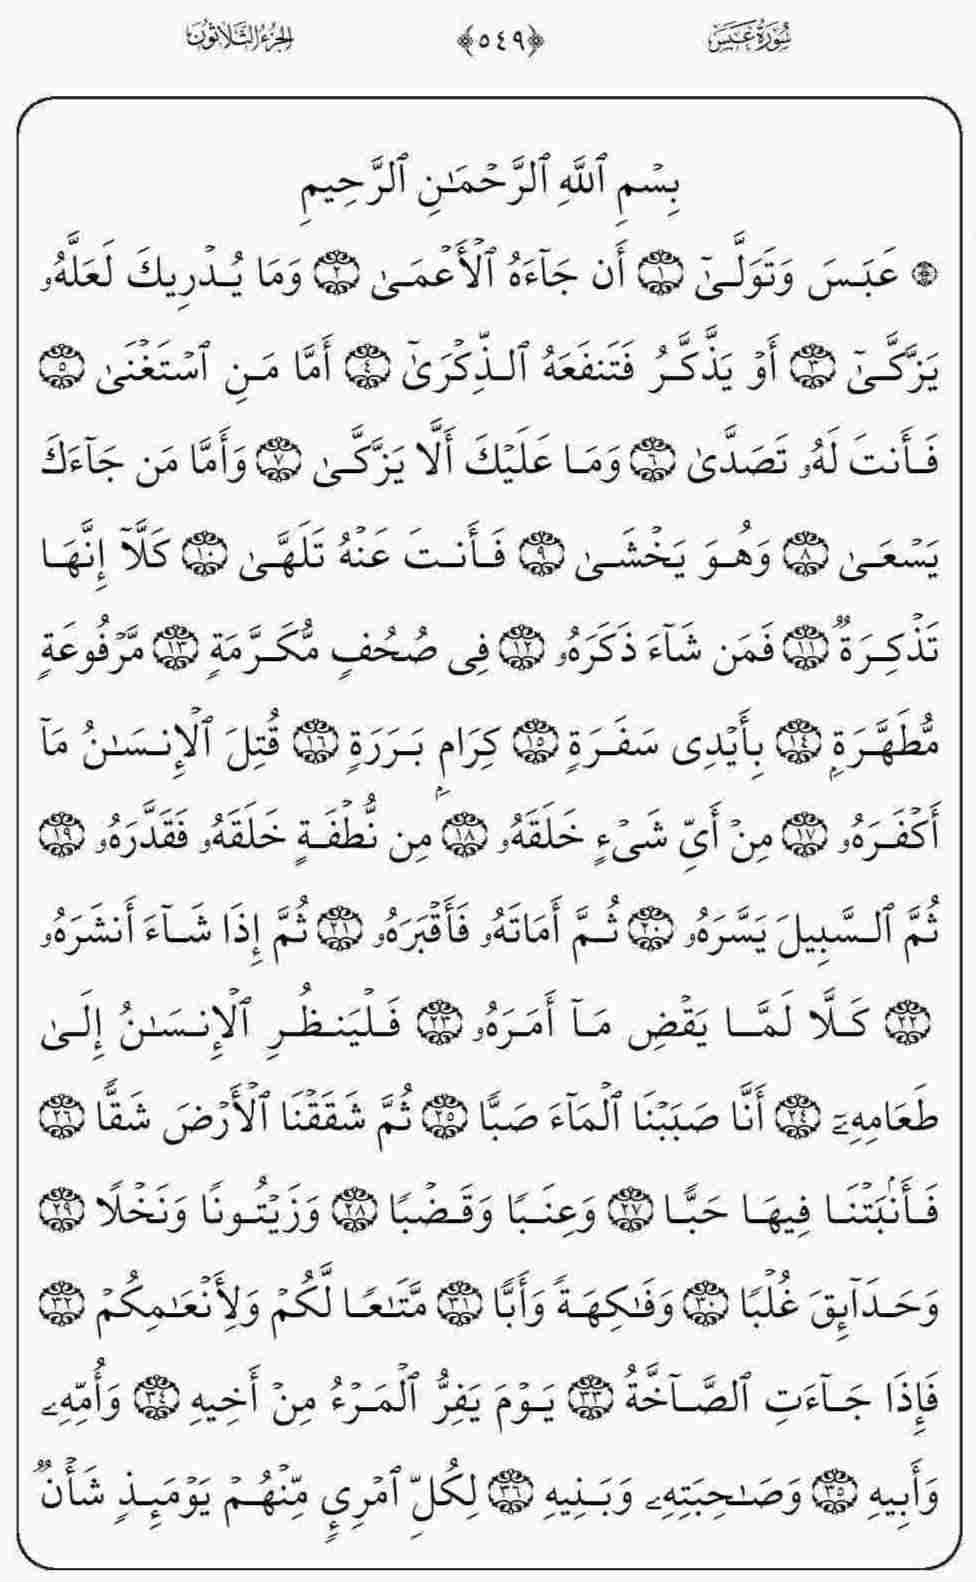 سُورَةُ عَبَسَ ﴿٥٤٩﴾ الجُزْءُ الثَّلَاثُونَ
بِسۡمِ ٱللَّهِ ٱلرَّحۡمَـٰنِ ٱلرَّحِيمِ
۞ عَبَسَ وَتَوَلَّىٰٓ ١ أَن جَآءَهُ ٱلۡأَعۡمَىٰ ٢ وَمَا يُدۡرِيكَ لَعَلَّهُۥ
يَزَّكَّىٰٓ ٣ أَوۡ يَذَّكَّرُ فَتَنفَعَهُ ٱلذِّكۡرَىٰٓ ٤ أَمَّا مَنِ ٱسۡتَغۡنَىٰ ٥
فَأَنتَ لَهُۥ تَصَدَّىٰ ٦ وَمَا عَلَيۡكَ أَلَّا يَزَّكَّىٰ ٧ وَأَمَّا مَن جَآءَكَ
يَسۡعَىٰ ٨ وَهُوَ يَخۡشَىٰ ٩ فَأَنتَ عَنۡهُ تَلَهَّىٰ ١٠ كَلَّآ إِنَّهَا
تَذۡكِرَةٌ ١١ فَمَن شَآءَ ذَكَرَهُۥ ١٢ فِى صُحُفٍ مُّكَرَّمَةٍ ١٣ مَّرۡفُوعَةٍ
مُّطَهَّرَةِۭ ١٤ بِأَيۡدِى سَفَرَةٍ ١٥ كِرَامِۭ بَرَرَةٍ ١٦ قُتِلَ ٱلۡإِنسَـٰنُ مَآ
أَكۡفَرَهُۥ ١٧ مِنۡ أَىِّ شَىۡءٍ خَلَقَهُۥ ١٨ مِن نُّطۡفَةٍ خَلَقَهُۥ فَقَدَّرَهُۥ ١٩
ثُمَّ ٱلسَّبِيلَ يَسَّرَهُۥ ٢٠ ثُمَّ أَمَاتَهُۥ فَأَقۡبَرَهُۥ ٢١ ثُمَّ إِذَا شَآءَ أَنشَرَهُۥ
٢٢ كَلَّا لَمَّا يَقۡضِ مَآ أَمَرَهُۥ ٢٣ فَلۡيَنظُرِ ٱلۡإِنسَـٰنُ إِلَىٰ
طَعَامِهِۦٓ ٢٤ أَنَّا صَبَبۡنَا ٱلۡمَآءَ صَبًّا ٢٥ ثُمَّ شَقَقۡنَا ٱلۡأَرۡضَ شَقًّا ٢٦
فَأَنۢبَتۡنَا فِيهَا حَبًّا ٢٧ وَعِنَبًا وَقَضۡبًا ٢٨ وَزَيۡتُونًا وَنَخۡلًا ٢٩
وَحَدَآئِقَ غُلۡبًا ٣٠ وَفَـٰكِهَةً وَأَبًّا ٣١ مَّتَـٰعًا لَّكُمۡ وَلِأَنۡعَـٰمِكُمۡ ٣٢
فَإِذَا جَآءَتِ ٱلصَّآخَّةُ ٣٣ يَوۡمَ يَفِرُّ ٱلۡمَرۡءُ مِنۡ أَخِيهِ ٣٤ وَأُمِّهِۦ
وَأَبِيهِ ٣٥ وَصَـٰحِبَتِهِۦ وَبَنِيهِ ٣٦ لِكُلِّ ٱمۡرِئٍ مِّنۡهُمۡ يَوۡمَئِذٍ شَأۡنٌ